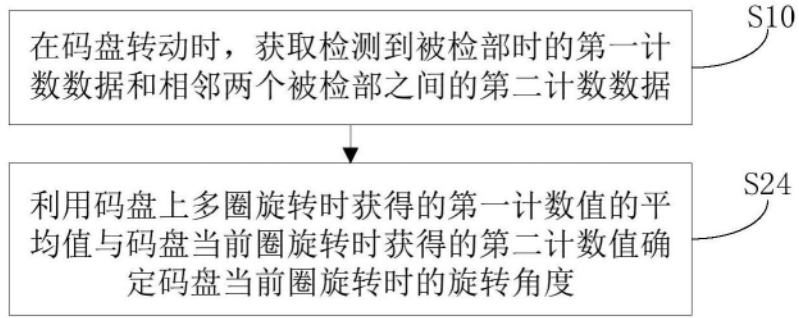 S10
在码盘转动时，获取检测到被检部时的第一计
数数据和相邻两个被检部之间的第二计数数据
S24
利用码盘上多圈旋转时获得的第一计数值的平
均值与码盘当前圈旋转时获得的第二计数值确
定码盘当前圈旋转时的旋转角度